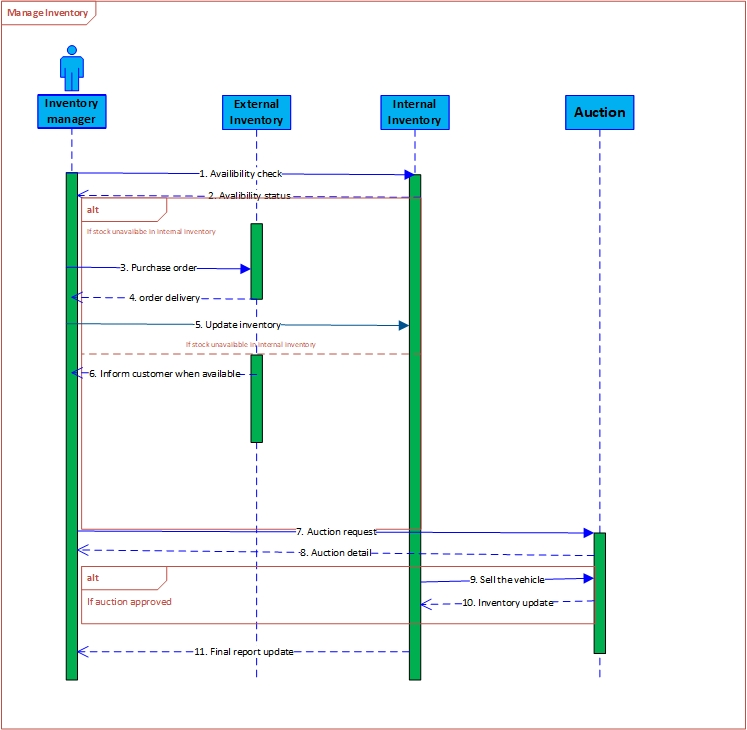 Manage Inventory
Inventory
manager
External
Inventory
Internal
Inventory
Auction
1. Availibility check
2. Avalibility status
alt
If stock unavailabe in internal inventory
3. Purchase order
4. order delivery
5. Update inventory
If stock unavailable in internal inventory
6. Inform customer when available
7. Auction request
8. Auction detail
alt
9. Sell the vehicle
If auction approved
10. Inventory update
11. Final report update